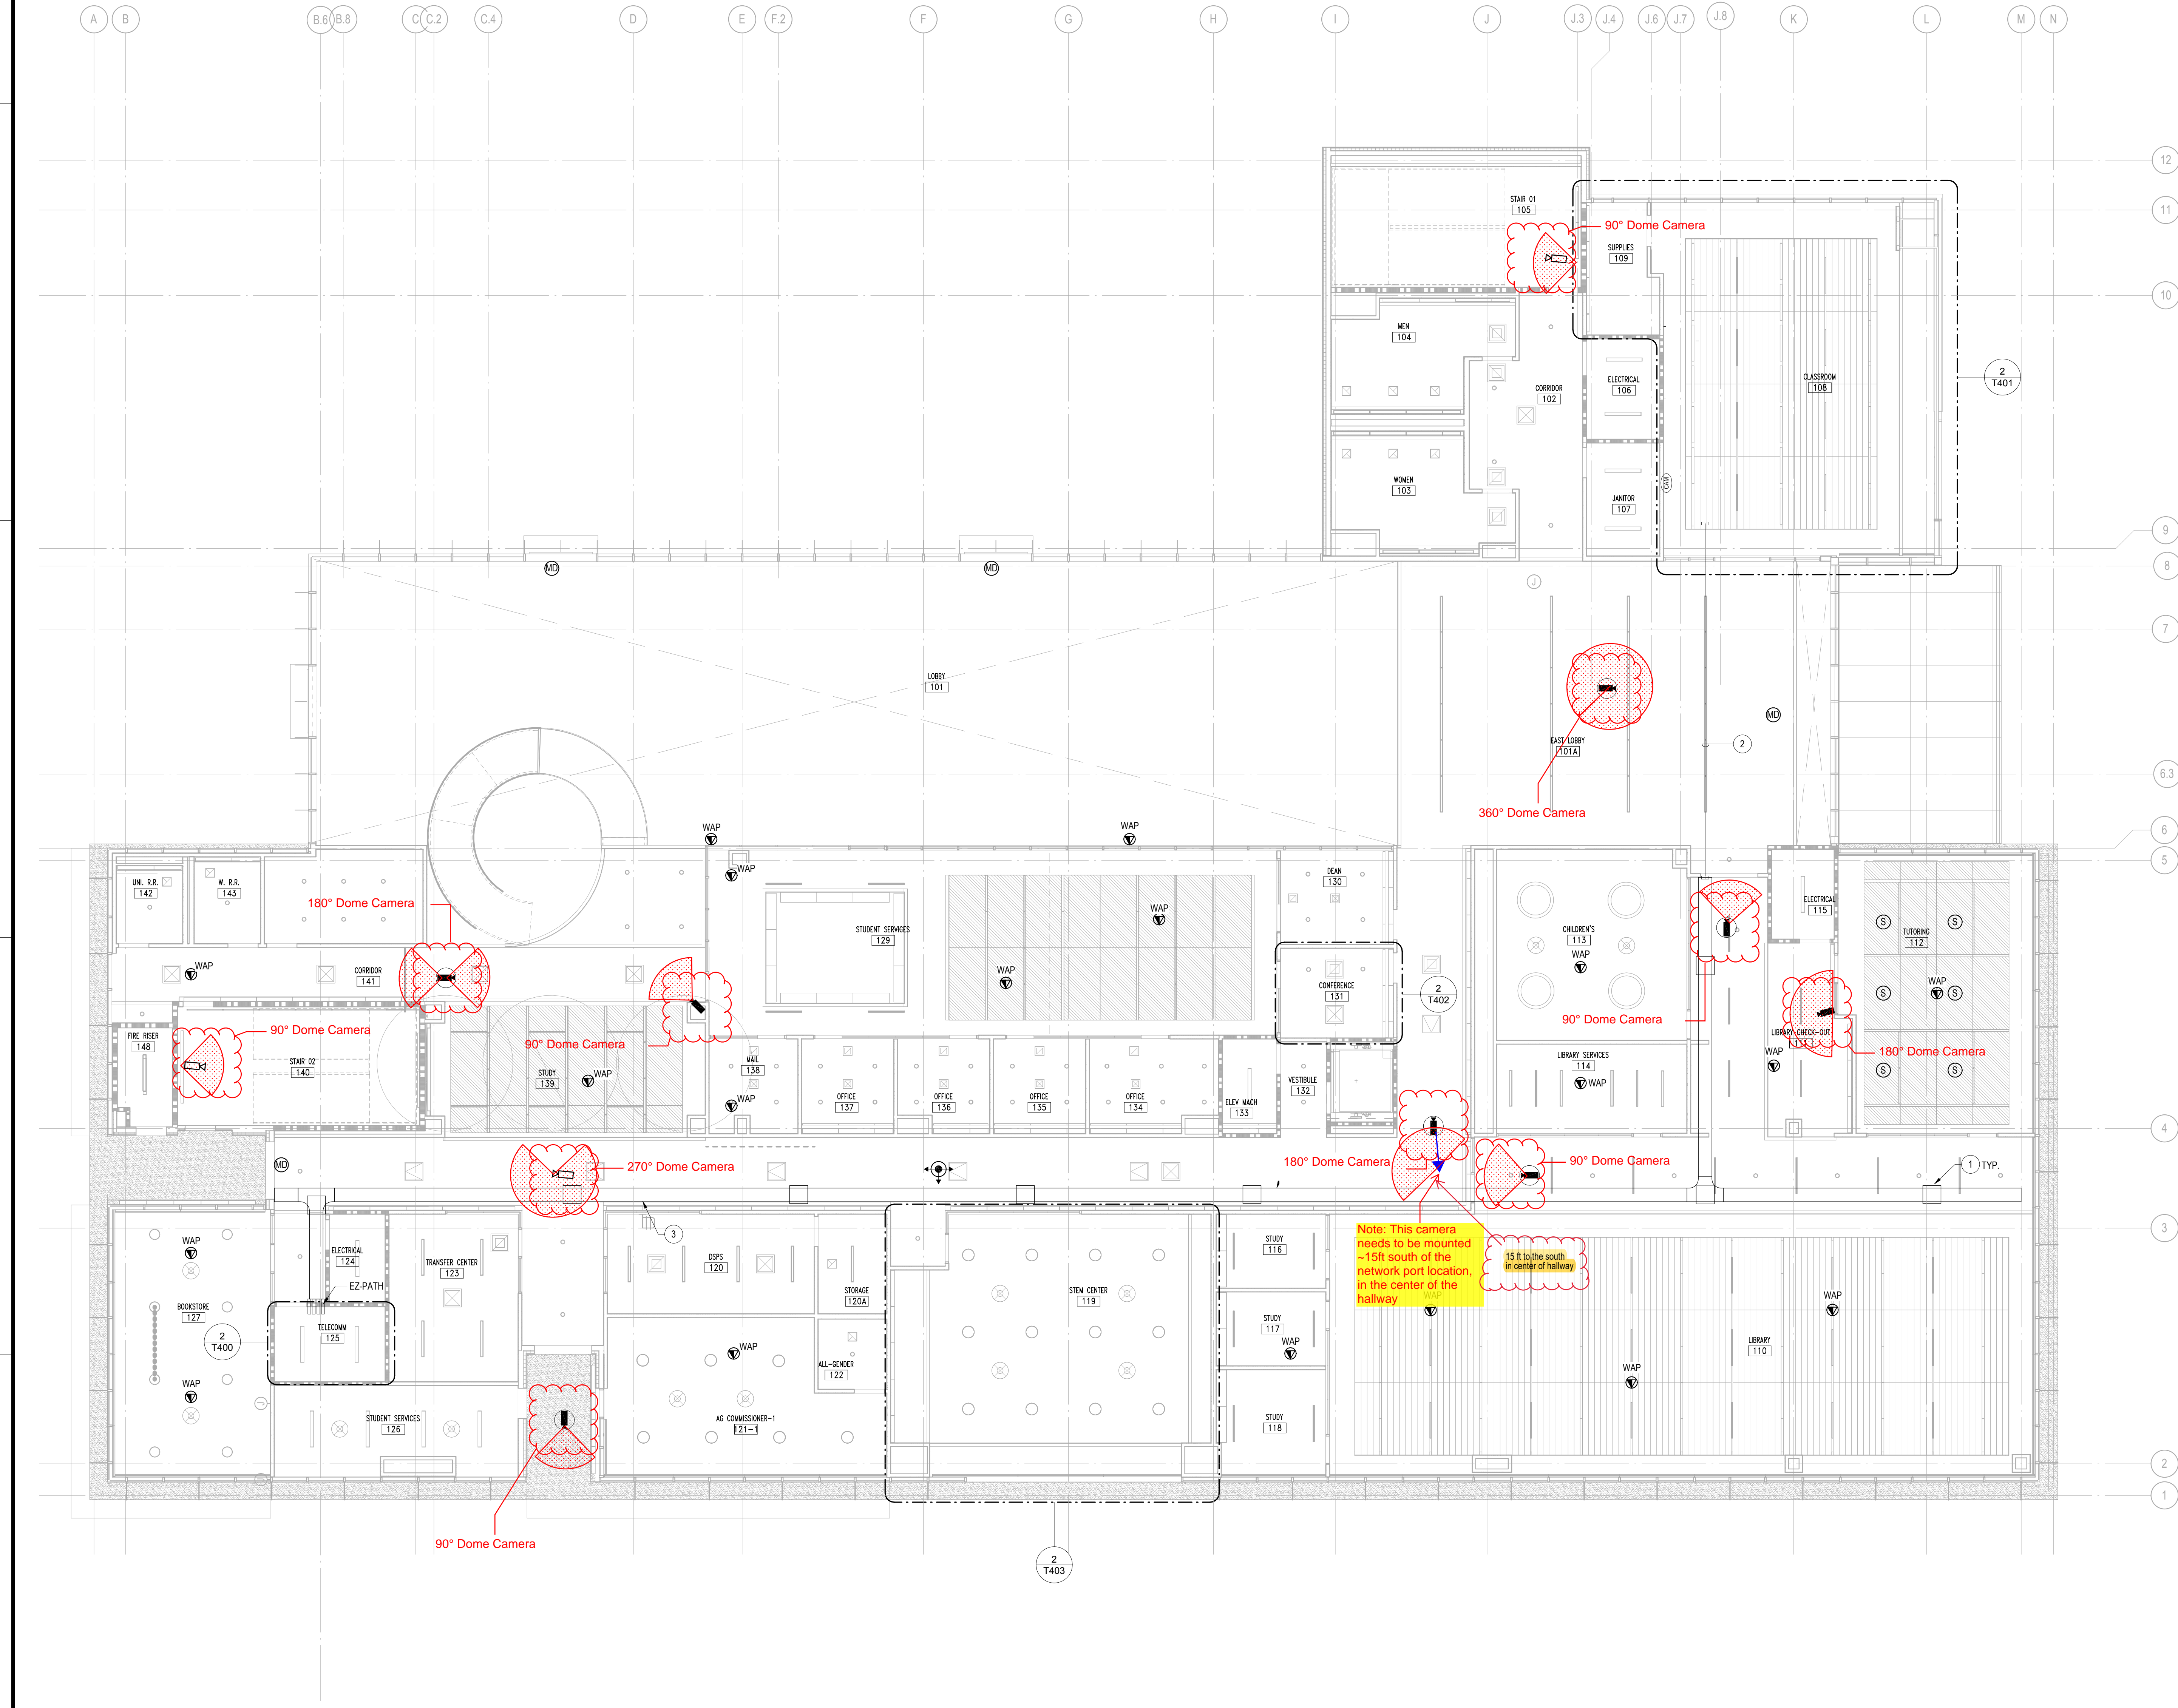 A
B
B.6
B.8
C
C.2
C.4
D
E
F.2
F
G
H
I
J
J.3
J.4
J.6
J.7
J.8
K
L
M
N
12
11
10
9
8
7
6.3
6
5
4
3
2
1
STAIR 01
105
90° Dome Camera
SUPPLIES
109
MEN
104
CORRIDOR
102
ELECTRICAL
106
CLASSROOM
108
2
T401
WOMEN
103
JANITOR
107
CAM
MD
MD
J
LOBBY
101
MD
EAST LOBBY
101A
2
360° Dome Camera
WAP
WAP
WAP
UNI. R.R.
142
W. R.R.
143
180° Dome Camera
DEAN
130
ELECTRICAL
115
STUDENT SERVICES
129
WAP
CHILDREN'S
113
WAP
TUTORING
112
S
S
S
S
S
S
WAP
WAP
CORRIDOR
141
WAP
CONFERENCE
131
2
T402
90° Dome Camera
FIRE RISER
148
90° Dome Camera
STAIR 02
140
90° Dome Camera
STUDY
139
WAP
MAIL
138
WAP
OFFICE
137
OFFICE
136
OFFICE
135
OFFICE
134
ELEV MACH
133
VESTIBULE
132
LIBRARY SERVICES
114
WAP
LIBRARY CHECK-OUT
111
WAP
180° Dome Camera
MD
270° Dome Camera
180° Dome Camera
90° Dome Camera
1 TYP.
3
Note: This camera
needs to be mounted
~15ft south of the
network port location,
in the center of the
hallway
15 ft to the south
in center of hallway
WAP
BOOKSTORE
127
WAP
ELECTRICAL
124
EZ-PATH
TRANSFER CENTER
123
TELECOMM
125
2
T400
DSPS
120
STORAGE
120A
STEM CENTER
119
STUDY
116
STUDY
117
WAP
STUDY
118
WAP
WAP
WAP
LIBRARY
110
WAP
ALL-GENDER
122
AG COMMISSIONER-1
121-1
STUDENT SERVICES
126
J
90° Dome Camera
2
T403